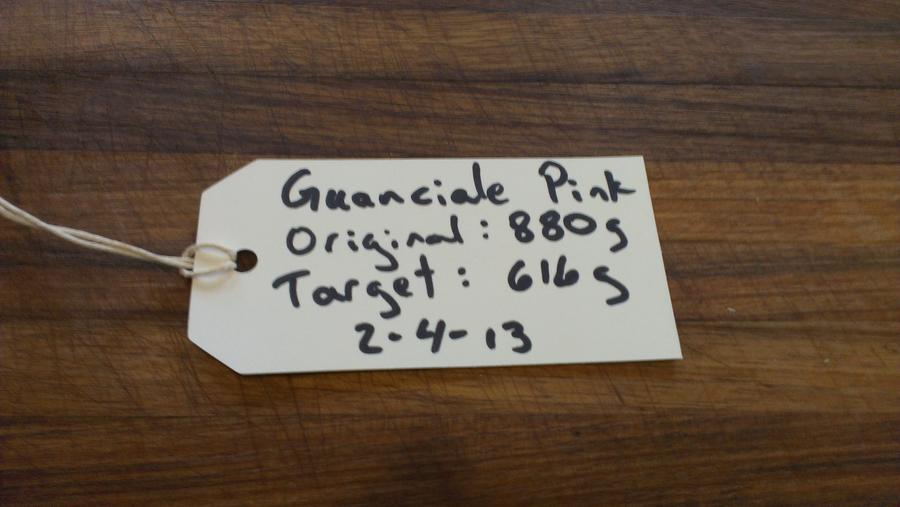 Guanciale Pink
Original: 880g
Target: 616g
2-4-13